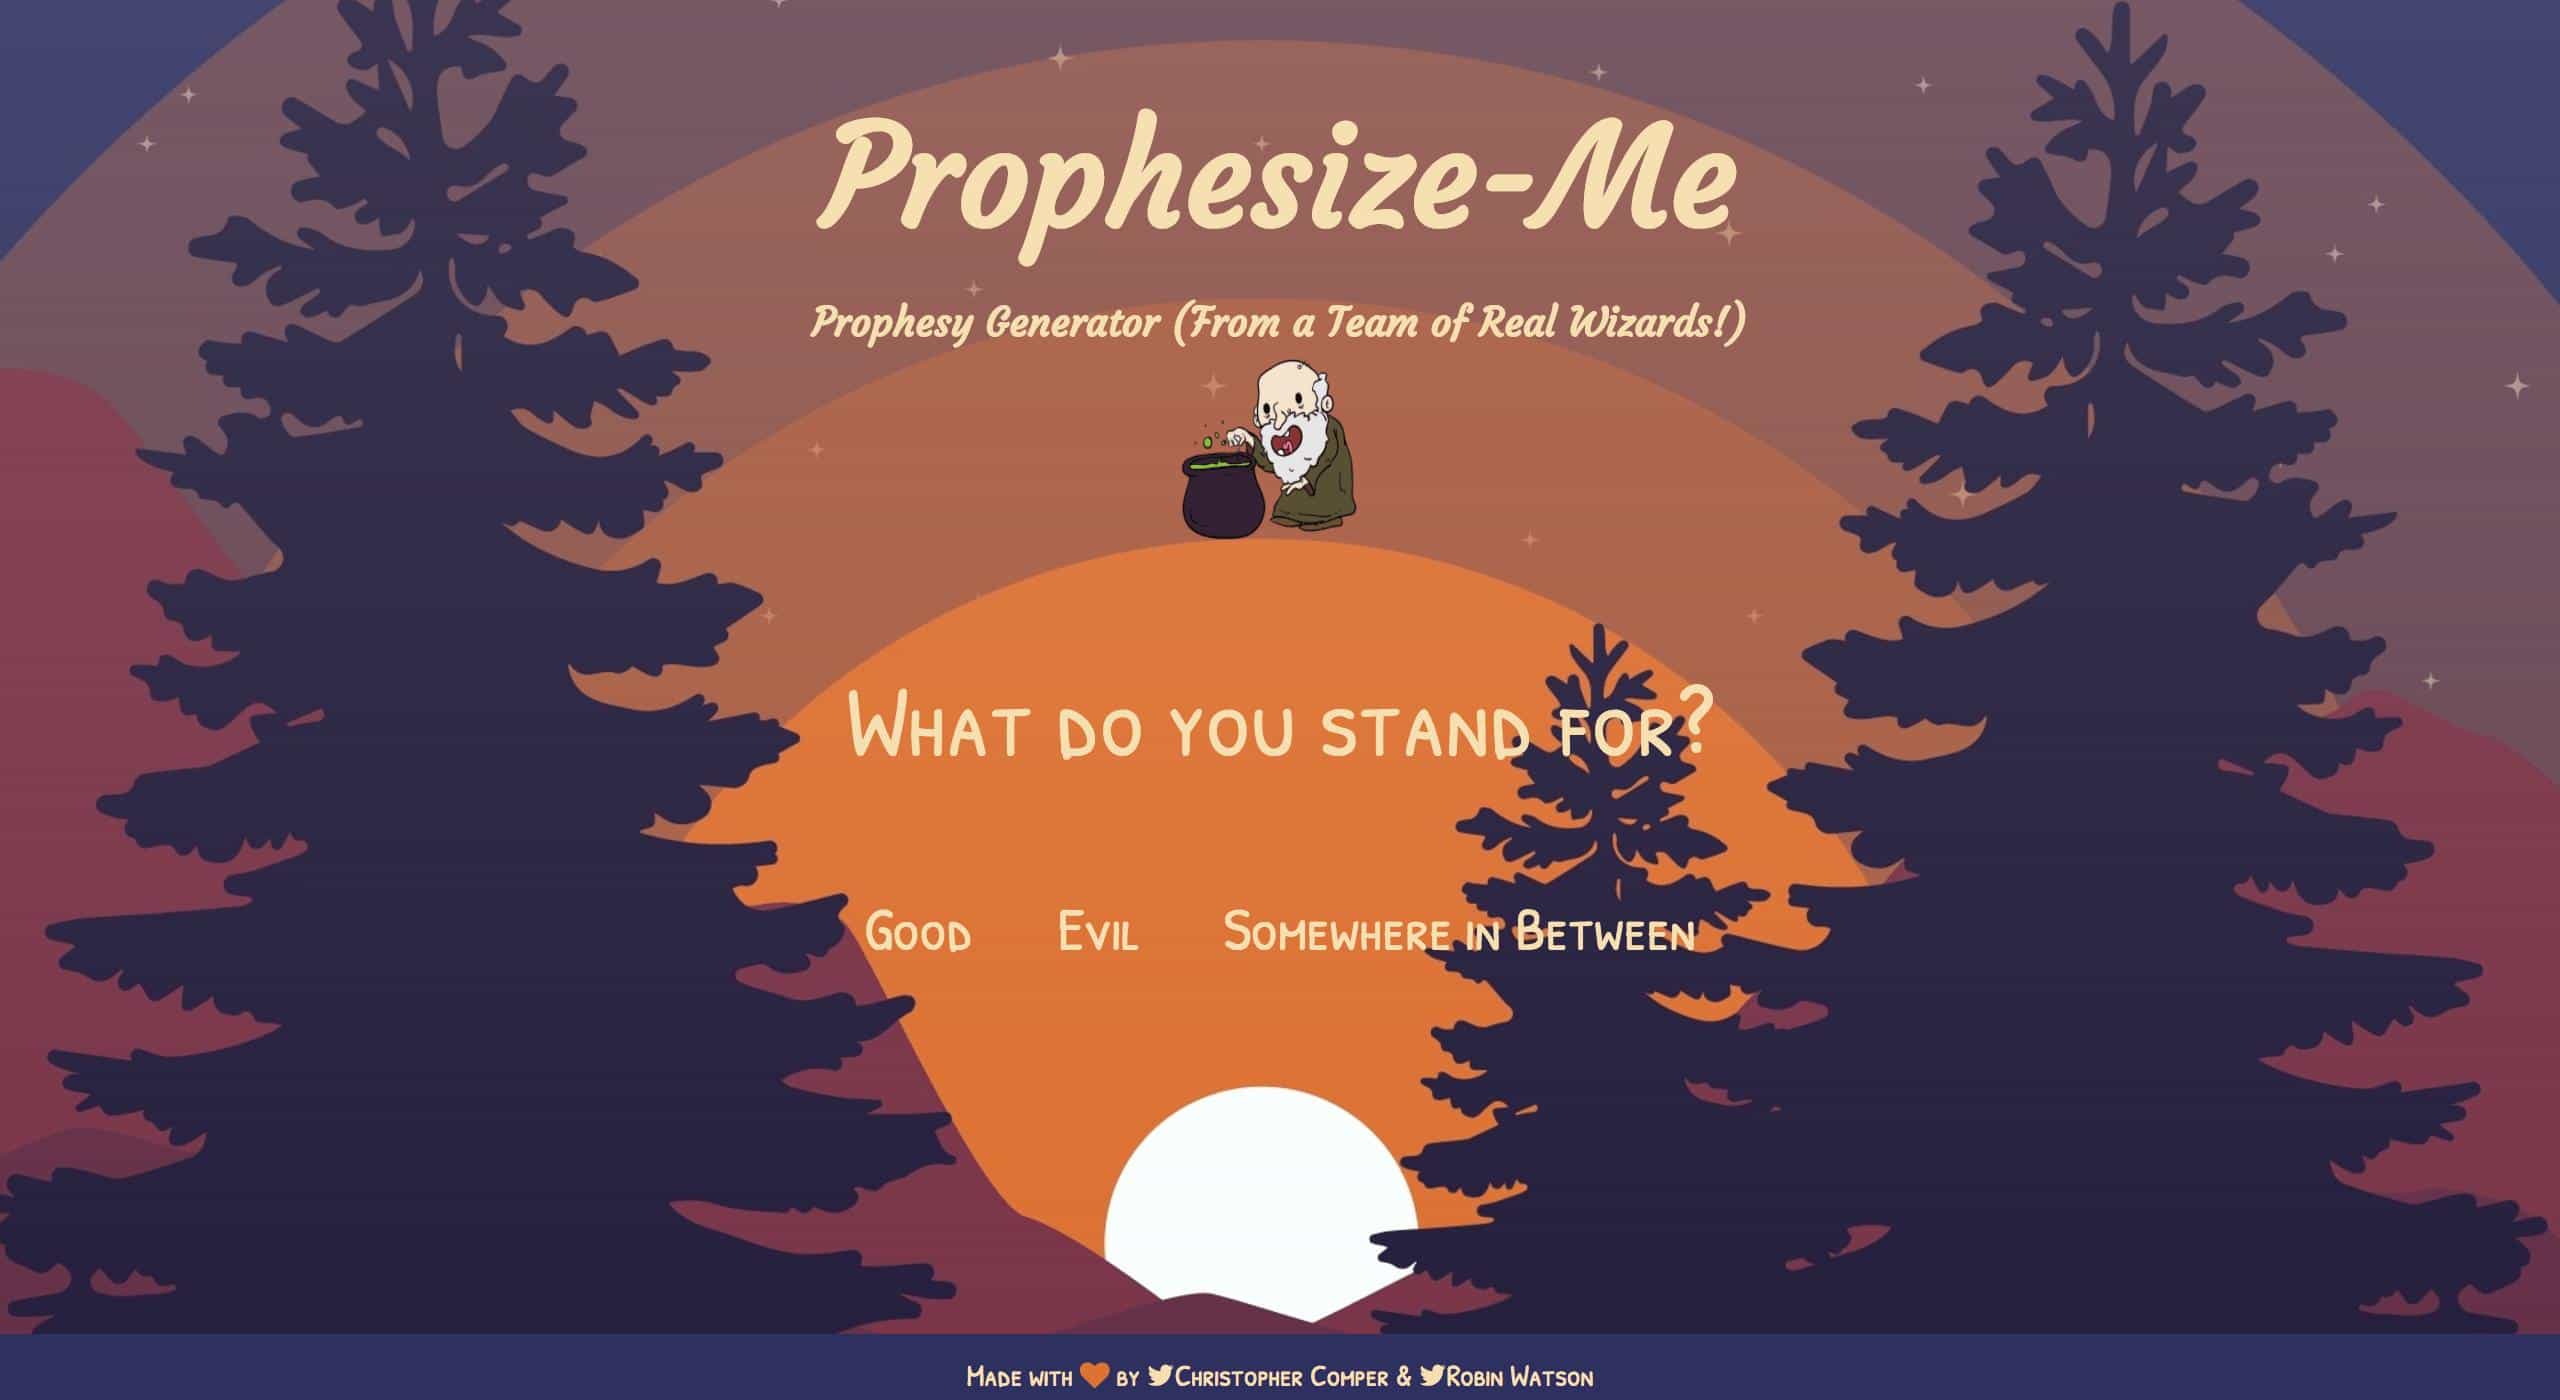 Prophesize-Me
Prophesy Generator (From a Team of Real Wizards!)
What do you stand for?
Good Evil Somewhere in Between
Made with by Christopher Comper & Robin Watson